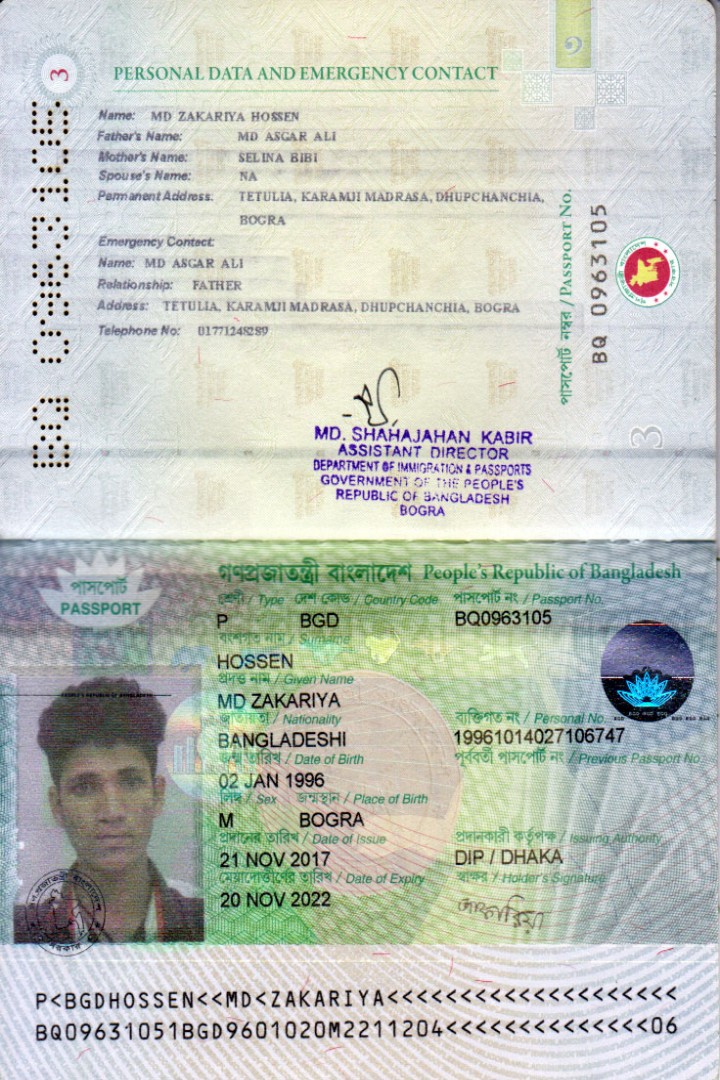 3
PERSONAL DATA AND EMERGENCY CONTACT
Name: MD ZAKARIYA HOSSEN
Father's Name: MD ASGAR ALI
Mother's Name: SELINA BIBI
Spouse's Name: NA
Permanent Address: TETULIA, KARAMJI MADRASA, DHUPCHANCHIA,
BOGRA
Emergency Contact:
Name: MD ASGAR ALI
Relationship: FATHER
Address: TETULIA, KARAMJI MADRASA, DHUPCHANCHIA, BOGRA
Telephone No: 01771248289
BQ 0963105
পাসপোর্ট নম্বর / PASSPORT No.
BQ 0963105
3
MD. SHAHAJAHAN KABIR
ASSISTANT DIRECTOR
DEPARTMENT OF IMMIGRATION & PASSPORTS
GOVERNMENT OF THE PEOPLE'S
REPUBLIC OF BANGLADESH
BOGRA
গণপ্রজাতন্ত্রী বাংলাদেশ People's Republic of Bangladesh
পাসপোর্ট
PASSPORT
শ্রেণী / Type দেশ কোড / Country Code পাসপোর্ট নং / Passport No.
P BGD BQ0963105
বংশগত নাম / Surname
HOSSEN
প্রদত্ত নাম / Given Name
MD ZAKARIYA
জাতীয়তা / Nationality ব্যক্তিগত নং / Personal No.
BANGLADESHI 19961014027106747
জন্ম তারিখ / Date of Birth পূর্ববর্তী পাসপোর্ট নং / Previous Passport No.
02 JAN 1996
লিঙ্গ / Sex জন্মস্থান / Place of Birth
M BOGRA
প্রদানের তারিখ / Date of Issue প্রদানকারী কর্তৃপক্ষ / Issuing Authority
21 NOV 2017 DIP / DHAKA
মেয়াদোত্তীর্ণের তারিখ / Date of Expiry স্বাক্ষর / Holder's Signature
20 NOV 2022 জাকারিয়া
P<BGDHOSSEN<<MD<ZAKARIYA<<<<<<<<<<<<<<<<<<<<
BQ09631051BGD9601020M2211204<<<<<<<<<<<<<<06